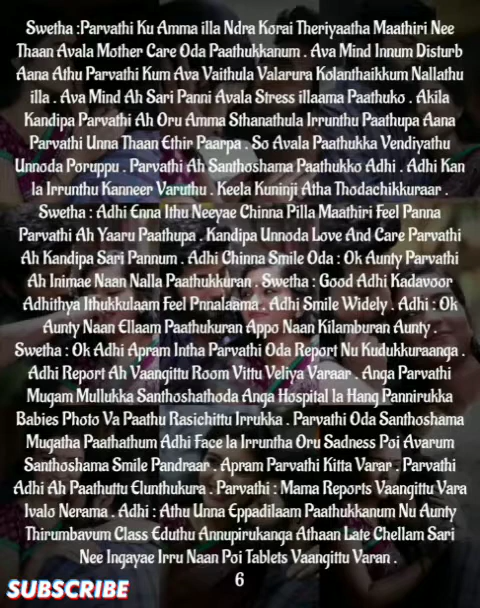 Swetha :Parvathi Ku Amma illa Ndra Korai Theriyaatha Maathiri Nee
Thaan Avala Mother Care Oda Paathukkanum . Ava Mind Innum Disturb
Aana Athu Parvathi Kum Ava Vaithula Valarura Kolanthaikkum Nallathu
illa . Ava Mind Ah Sari Panni Avala Stress illaama Paathuko . Akila
Kandipa Parvathi Ah Oru Amma Sthanathula Irrunthu Paathupa Aana
Parvathi Unna Thaan Ethir Paarpa . So Avala Paathukka Vendiyathu
Unnoda Poruppu . Parvathi Ah Santhoshama Paathukko Adhi . Adhi Kan
la Irrunthu Kanneer Varuthu . Keela Kuninji Atha Thodachikkuraar .
Swetha : Adhi Enna Ithu Neeyae Chinna Pilla Maathiri Feel Panna
Parvathi Ah Yaaru Paathupa . Kandipa Unnoda Love And Care Parvathi
Ah Kandipa Sari Pannum . Adhi Chinna Smile Oda : Ok Aunty Parvathi
Ah Inimae Naan Nalla Paathukkuran . Swetha : Good Adhi Kadavoor
Adhithya Ithukkulaam Feel Pnnalaama . Adhi Smile Widely . Adhi : Ok
Aunty Naan Ellaam Paathukuran Appo Naan Kilamburan Aunty .
Swetha : Ok Adhi Apram Intha Parvathi Oda Report Nu Kudukkuraanga .
Adhi Report Ah Vaangittu Room Vittu Veliya Varaar . Anga Parvathi
Mugam Mullukka Santhoshathoda Anga Hospital la Hang Pannirukka
Babies Photo Va Paathu Rasichittu Irrukka . Parvathi Oda Santhoshama
Mugatha Paathathum Adhi Face la Irruntha Oru Sadness Poi Avarum
Santhoshama Smile Pandraar . Apram Parvathi Kitta Varar . Parvathi
Adhi Ah Paathuttu Elunthukura . Parvathi : Mama Reports Vaangittu Vara
Ivalo Nerama . Adhi : Athu Unna Eppadilaam Paathukkanum Nu Aunty
Thirumbavum Class Eduthu Annupirukanga Athaan Late Chellam Sari
Nee Ingayae Irru Naan Poi Tablets Vaangittu Varan .
6
SUBSCRIBE